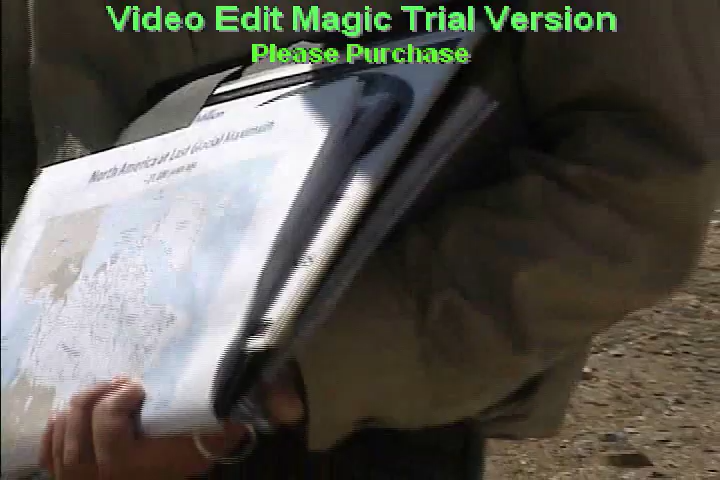 Video Edit Magic Trial Version
Please Purchase
North America at Last Glacial Maximum